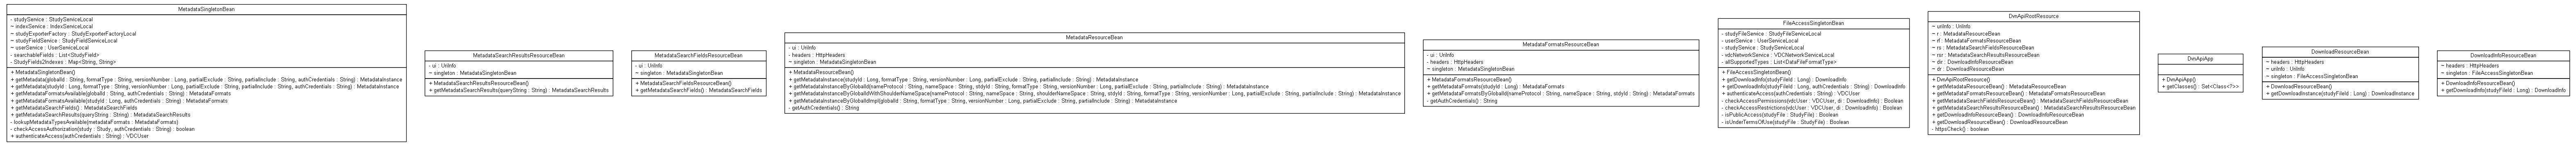 MetadataSingletonBean
- studyService : StudyServiceLocal
~ indexService : IndexServiceLocal
~ studyExporterFactory : StudyExporterFactoryLocal
~ studyFieldService : StudyFieldServiceLocal
~ userService : UserServiceLocal
- searchableFields : List<StudyField>
- StudyFields2Indexes : Map<String, String>
+ MetadataSingletonBean()
+ getMetadata(globalId : String, formatType : String, versionNumber : Long, partialExclude : String, partialInclude : String, authCredentials : String) : MetadataInstance
+ getMetadata(studyId : Long, formatType : String, versionNumber : Long, partialExclude : String, partialInclude : String, authCredentials : String) : MetadataInstance
+ getMetadataFormatsAvailable(globalId : String, authCredentials : String) : MetadataFormats
+ getMetadataFormatsAvailable(studyId : Long, authCredentials : String) : MetadataFormats
+ getMetadataSearchFields() : MetadataSearchFields
+ getMetadataSearchResults(queryString : String) : MetadataSearchResults
- lookupMetadataTypesAvailable(metadataFormats : MetadataFormats)
- checkAccessAuthorization(study : Study, authCredentials : String) : boolean
+ authenticateAccess(authCredentials : String) : VDCUser
MetadataSearchResultsResourceBean
- ui : UriInfo
~ singleton : MetadataSingletonBean
+ MetadataSearchResultsResourceBean()
+ getMetadataSearchResults(queryString : String) : MetadataSearchResults
MetadataSearchFieldsResourceBean
- ui : UriInfo
~ singleton : MetadataSingletonBean
+ MetadataSearchFieldsResourceBean()
+ getMetadataSearchFields() : MetadataSearchFields
MetadataResourceBean
- ui : UriInfo
- headers : HttpHeaders
~ singleton : MetadataSingletonBean
+ MetadataResourceBean()
+ getMetadataInstance(studyId : Long, formatType : String, versionNumber : Long, partialExclude : String, partialInclude : String) : MetadataInstance
+ getMetadataInstanceByGlobalId(nameProtocol : String, nameSpace : String, stdyId : String, formatType : String, versionNumber : Long, partialExclude : String, partialInclude : String) : MetadataInstance
+ getMetadataInstanceByGlobalIdWithShoulderNameSpace(nameProtocol : String, nameSpace : String, shoulderNameSpace : String, stdyId : String, formatType : String, versionNumber : Long, partialExclude : String, partialInclude : String) : MetadataInstance
+ getMetadataInstanceByGlobalIdImpl(globalId : String, formatType : String, versionNumber : Long, partialExclude : String, partialInclude : String) : MetadataInstance
- getAuthCredentials() : String
MetadataFormatsResourceBean
- ui : UriInfo
- headers : HttpHeaders
~ singleton : MetadataSingletonBean
+ MetadataFormatsResourceBean()
+ getMetadataFormats(studyId : Long) : MetadataFormats
+ getMetadataFormatsByGlobalId(nameProtocol : String, nameSpace : String, stdyId : String) : MetadataFormats
- getAuthCredentials() : String
FileAccessSingletonBean
- studyFileService : StudyFileServiceLocal
- userService : UserServiceLocal
- studyService : StudyServiceLocal
- vdcNetworkService : VDCNetworkServiceLocal
- allSupportedTypes : List<DataFileFormatType>
+ FileAccessSingletonBean()
+ getDownloadInfo(studyFileId : Long) : DownloadInfo
+ getDownloadInfo(studyFileId : Long, authCredentials : String) : DownloadInfo
+ authenticateAccess(authCredentials : String) : VDCUser
- checkAccessPermissions(vdcUser : VDCUser, di : DownloadInfo) : Boolean
- checkAccessRestrictions(vdcUser : VDCUser, di : DownloadInfo) : Boolean
- isPublicAccess(studyFile : StudyFile) : Boolean
- isUnderTermsOfUse(studyFile : StudyFile) : Boolean
DvnApiRootResource
~ uriInfo : UriInfo
~ r : MetadataResourceBean
~ rf : MetadataFormatsResourceBean
~ rs : MetadataSearchFieldsResourceBean
~ rsr : MetadataSearchResultsResourceBean
~ dir : DownloadInfoResourceBean
~ dr : DownloadResourceBean
+ DvnApiRootResource()
+ getMetadataResourceBean() : MetadataResourceBean
+ getMetadataFormatsResourceBean() : MetadataFormatsResourceBean
+ getMetadataSearchFieldsResourceBean() : MetadataSearchFieldsResourceBean
+ getMetadataSearchResultsResourceBean() : MetadataSearchResultsResourceBean
+ getDownloadInfoResourceBean() : DownloadInfoResourceBean
+ getDownloadResourceBean() : DownloadResourceBean
- httpsCheck() : boolean
DvnApiApp
+ DvnApiApp()
+ getClasses() : Set<Class<?>>
DownloadResourceBean
~ headers : HttpHeaders
~ uriInfo : UriInfo
~ singleton : FileAccessSingletonBean
+ DownloadResourceBean()
+ getDownloadInstance(studyFileId : Long) : DownloadInstance
DownloadInfoResourceBean
~ headers : HttpHeaders
~ singleton : FileAccessSingletonBean
+ DownloadInfoResourceBean()
+ getDownloadInfo(studyFileId : Long) : DownloadInfo